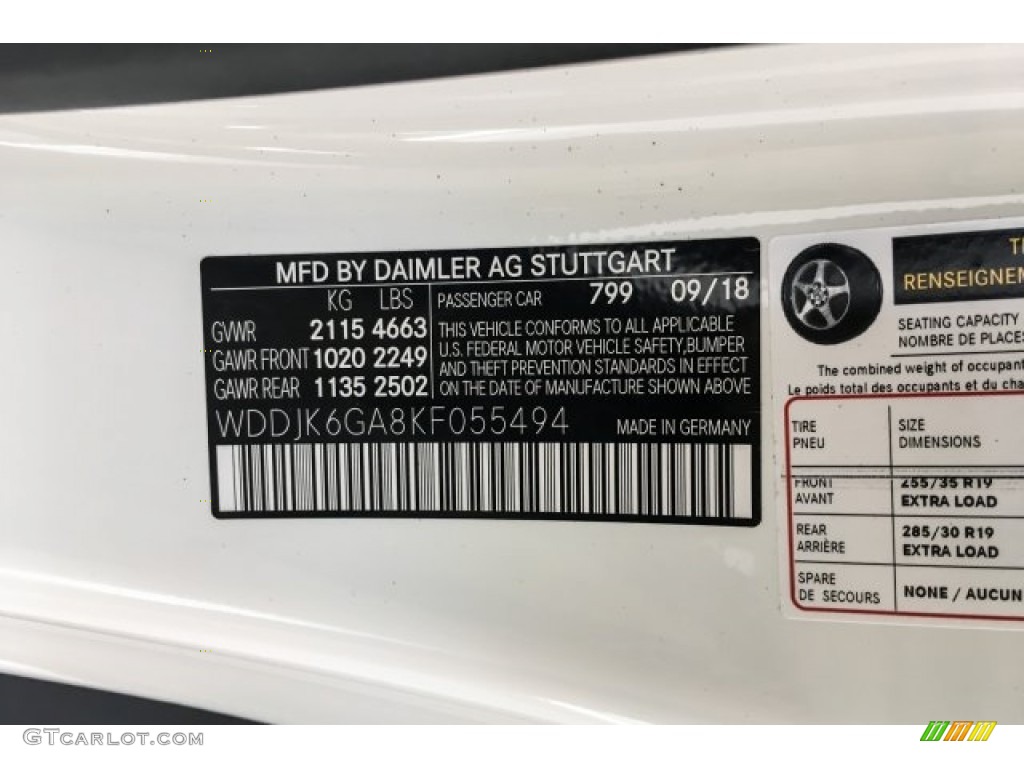 MFD BY DAIMLER AG STUTTGART
KG LBS
GVWR 2115 4663
GAWR FRONT 1020 2249
GAWR REAR 1135 2502
PASSENGER CAR 799 09/18
THIS VEHICLE CONFORMS TO ALL APPLICABLE
U.S. FEDERAL MOTOR VEHICLE SAFETY,BUMPER
AND THEFT PREVENTION STANDARDS IN EFFECT
ON THE DATE OF MANUFACTURE SHOWN ABOVE
WDDJK6GA8KF055494 MADE IN GERMANY
SEATING CAPACITY
NOMBRE DE PLACES
The combined weight of
Le poids total des occupants et du
TIRE
PNEU
SIZE
DIMENSIONS
FRONT
AVANT
255/35 R19
EXTRA LOAD
REAR
ARRIÈRE
285/30 R19
EXTRA LOAD
SPARE
DE SECOURS
NONE / AUCUN
GTCARLOT.COM